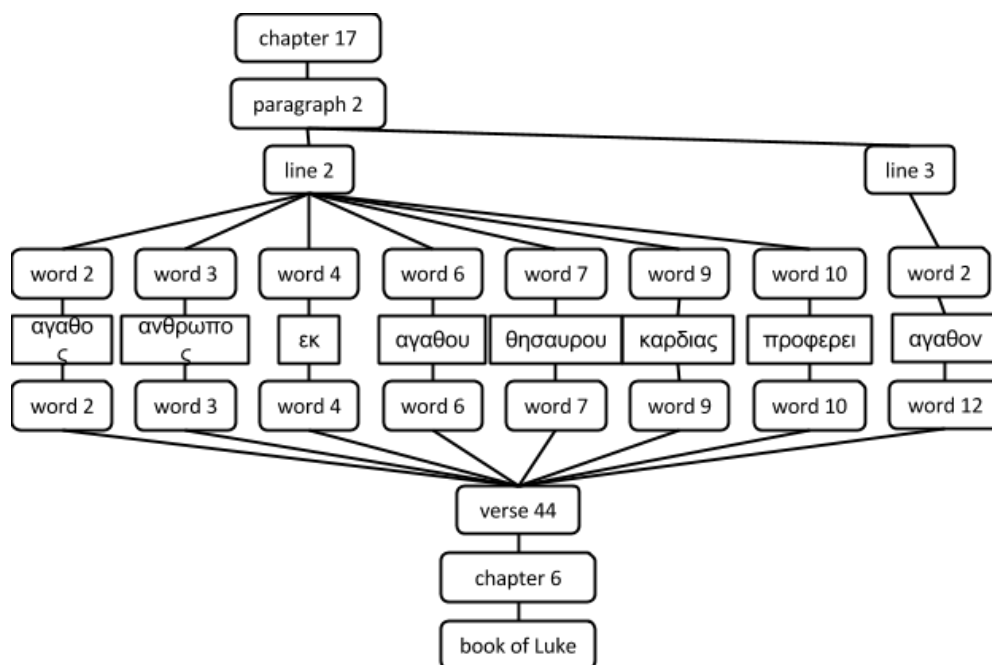 chapter 17
paragraph 2
line 2 line 3
word 2 word 3 word 4 word 6 word 7 word 9 word 10 word 2
αγαθο
ς
ανθρωπο
ς
εκ αγαθου θησαυρου καρδιας προφερει αγαθον
word 2 word 3 word 4 word 6 word 7 word 9 word 10 word 12
verse 44
chapter 6
book of Luke